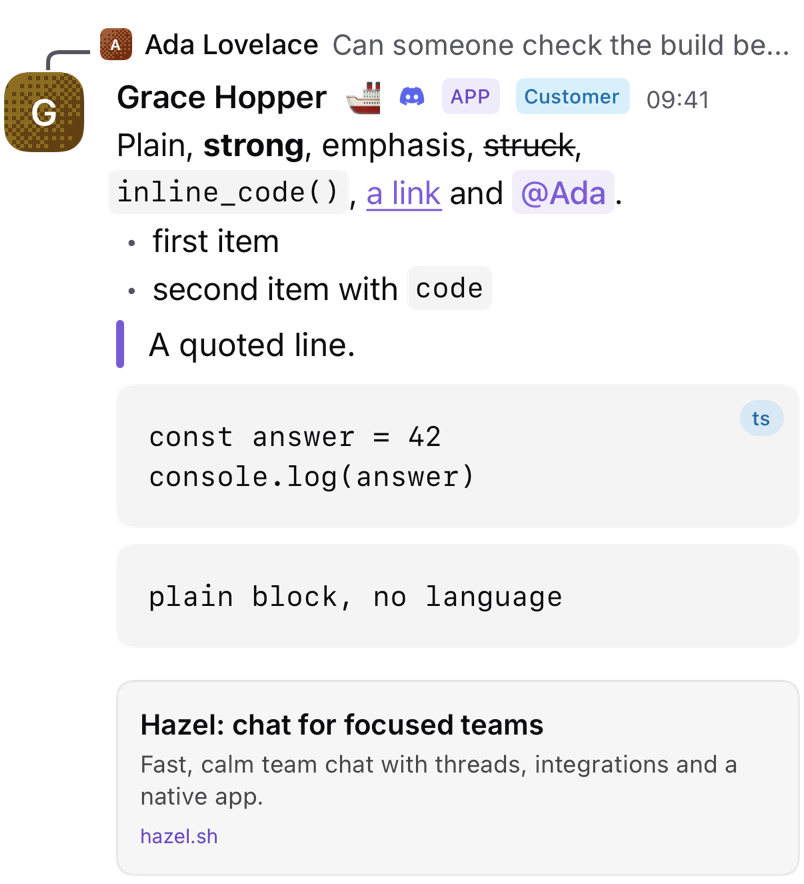 A Ada Lovelace Can someone check the build be...
G
Grace Hopper APP Customer 09:41
Plain, strong, emphasis, struck,
inline_code(), a link and @Ada.
• first item
• second item with code
A quoted line.
ts
const answer = 42
console.log(answer)
plain block, no language
Hazel: chat for focused teams
Fast, calm team chat with threads, integrations and a
native app.
hazel.sh